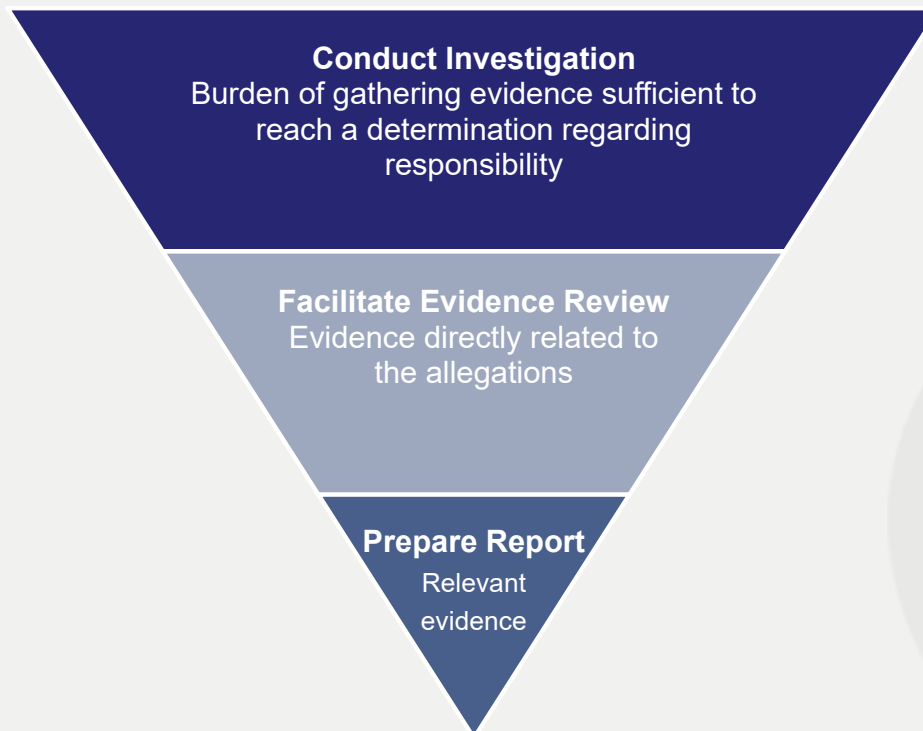 Conduct Investigation
Burden of gathering evidence sufficient to
reach a determination regarding
responsibility
Facilitate Evidence Review
Evidence directly related to
the allegations
Prepare Report
Relevant
evidence